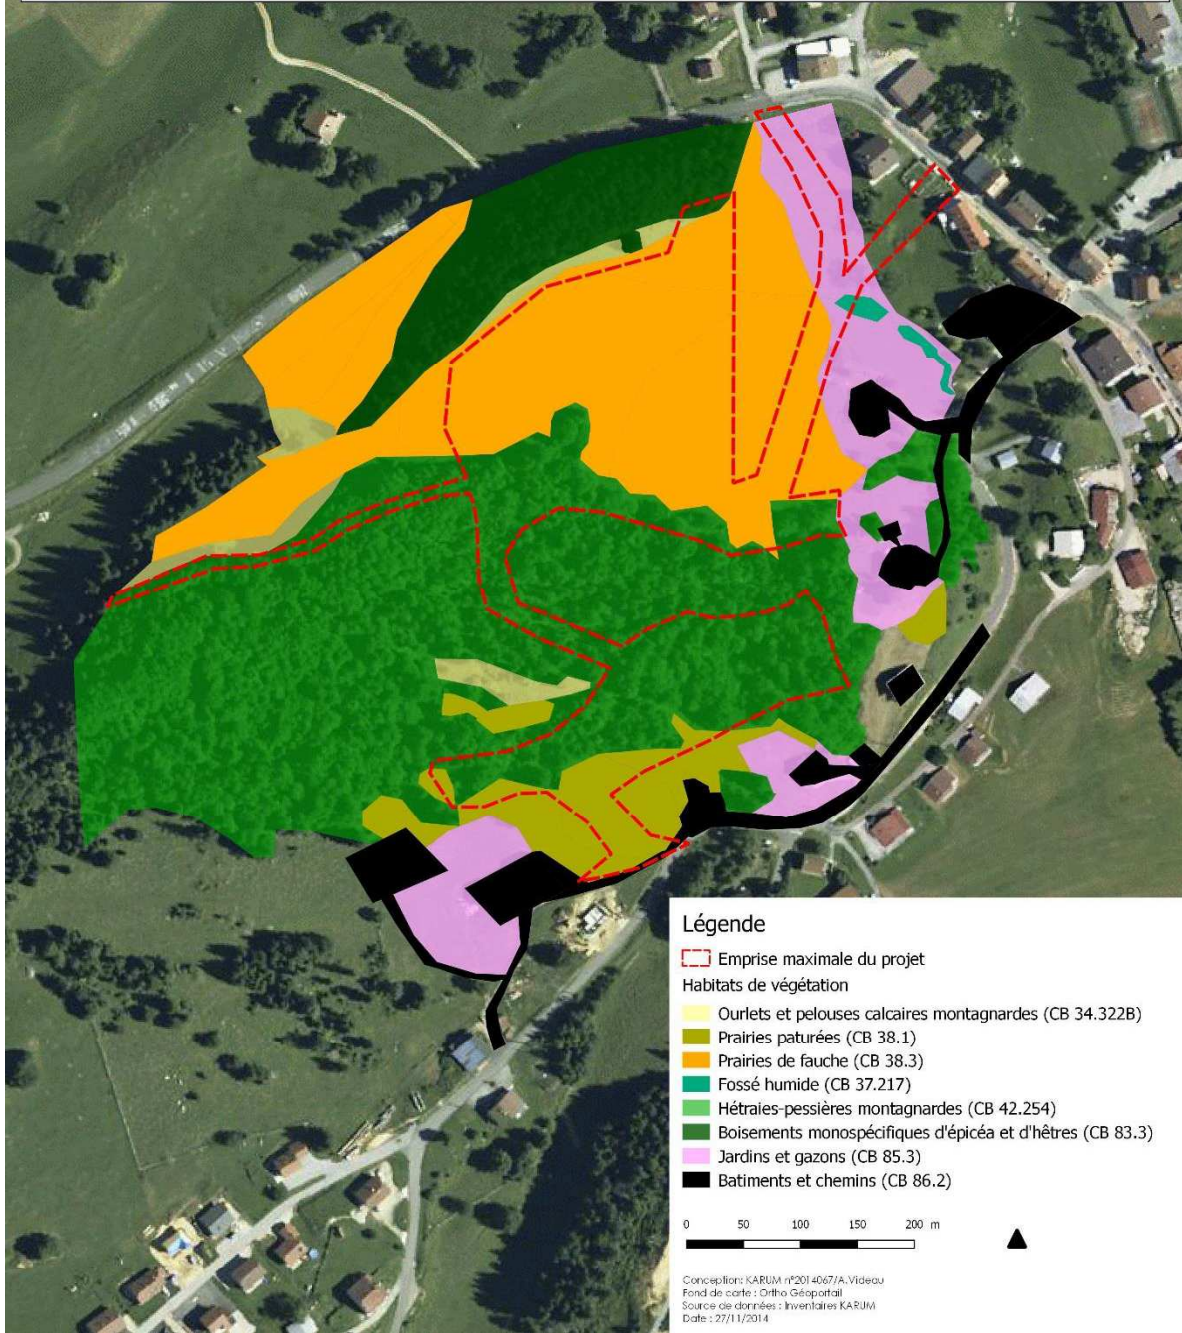 Légende
Emprise maximale du projet
Habitats de végétation
Ourlets et pelouses calcaires montagnardes (CB 34.322B)
Prairies paturées (CB 38.1)
Prairies de fauche (CB 38.3)
Fossé humide (CB 37.217)
Hétraies-pessières montagnardes (CB 42.254)
Boisements monospécifiques d'épicéa et d'hêtres (CB 83.3)
Jardins et gazons (CB 85.3)
Batiments et chemins (CB 86.2)
0 50 100 150 200 m
Conception: KARUM n°2014067/A.Videau
Fond de carte : Ortho Géoportail
Source de données : Inventaires KARUM
Date : 27/11/2014